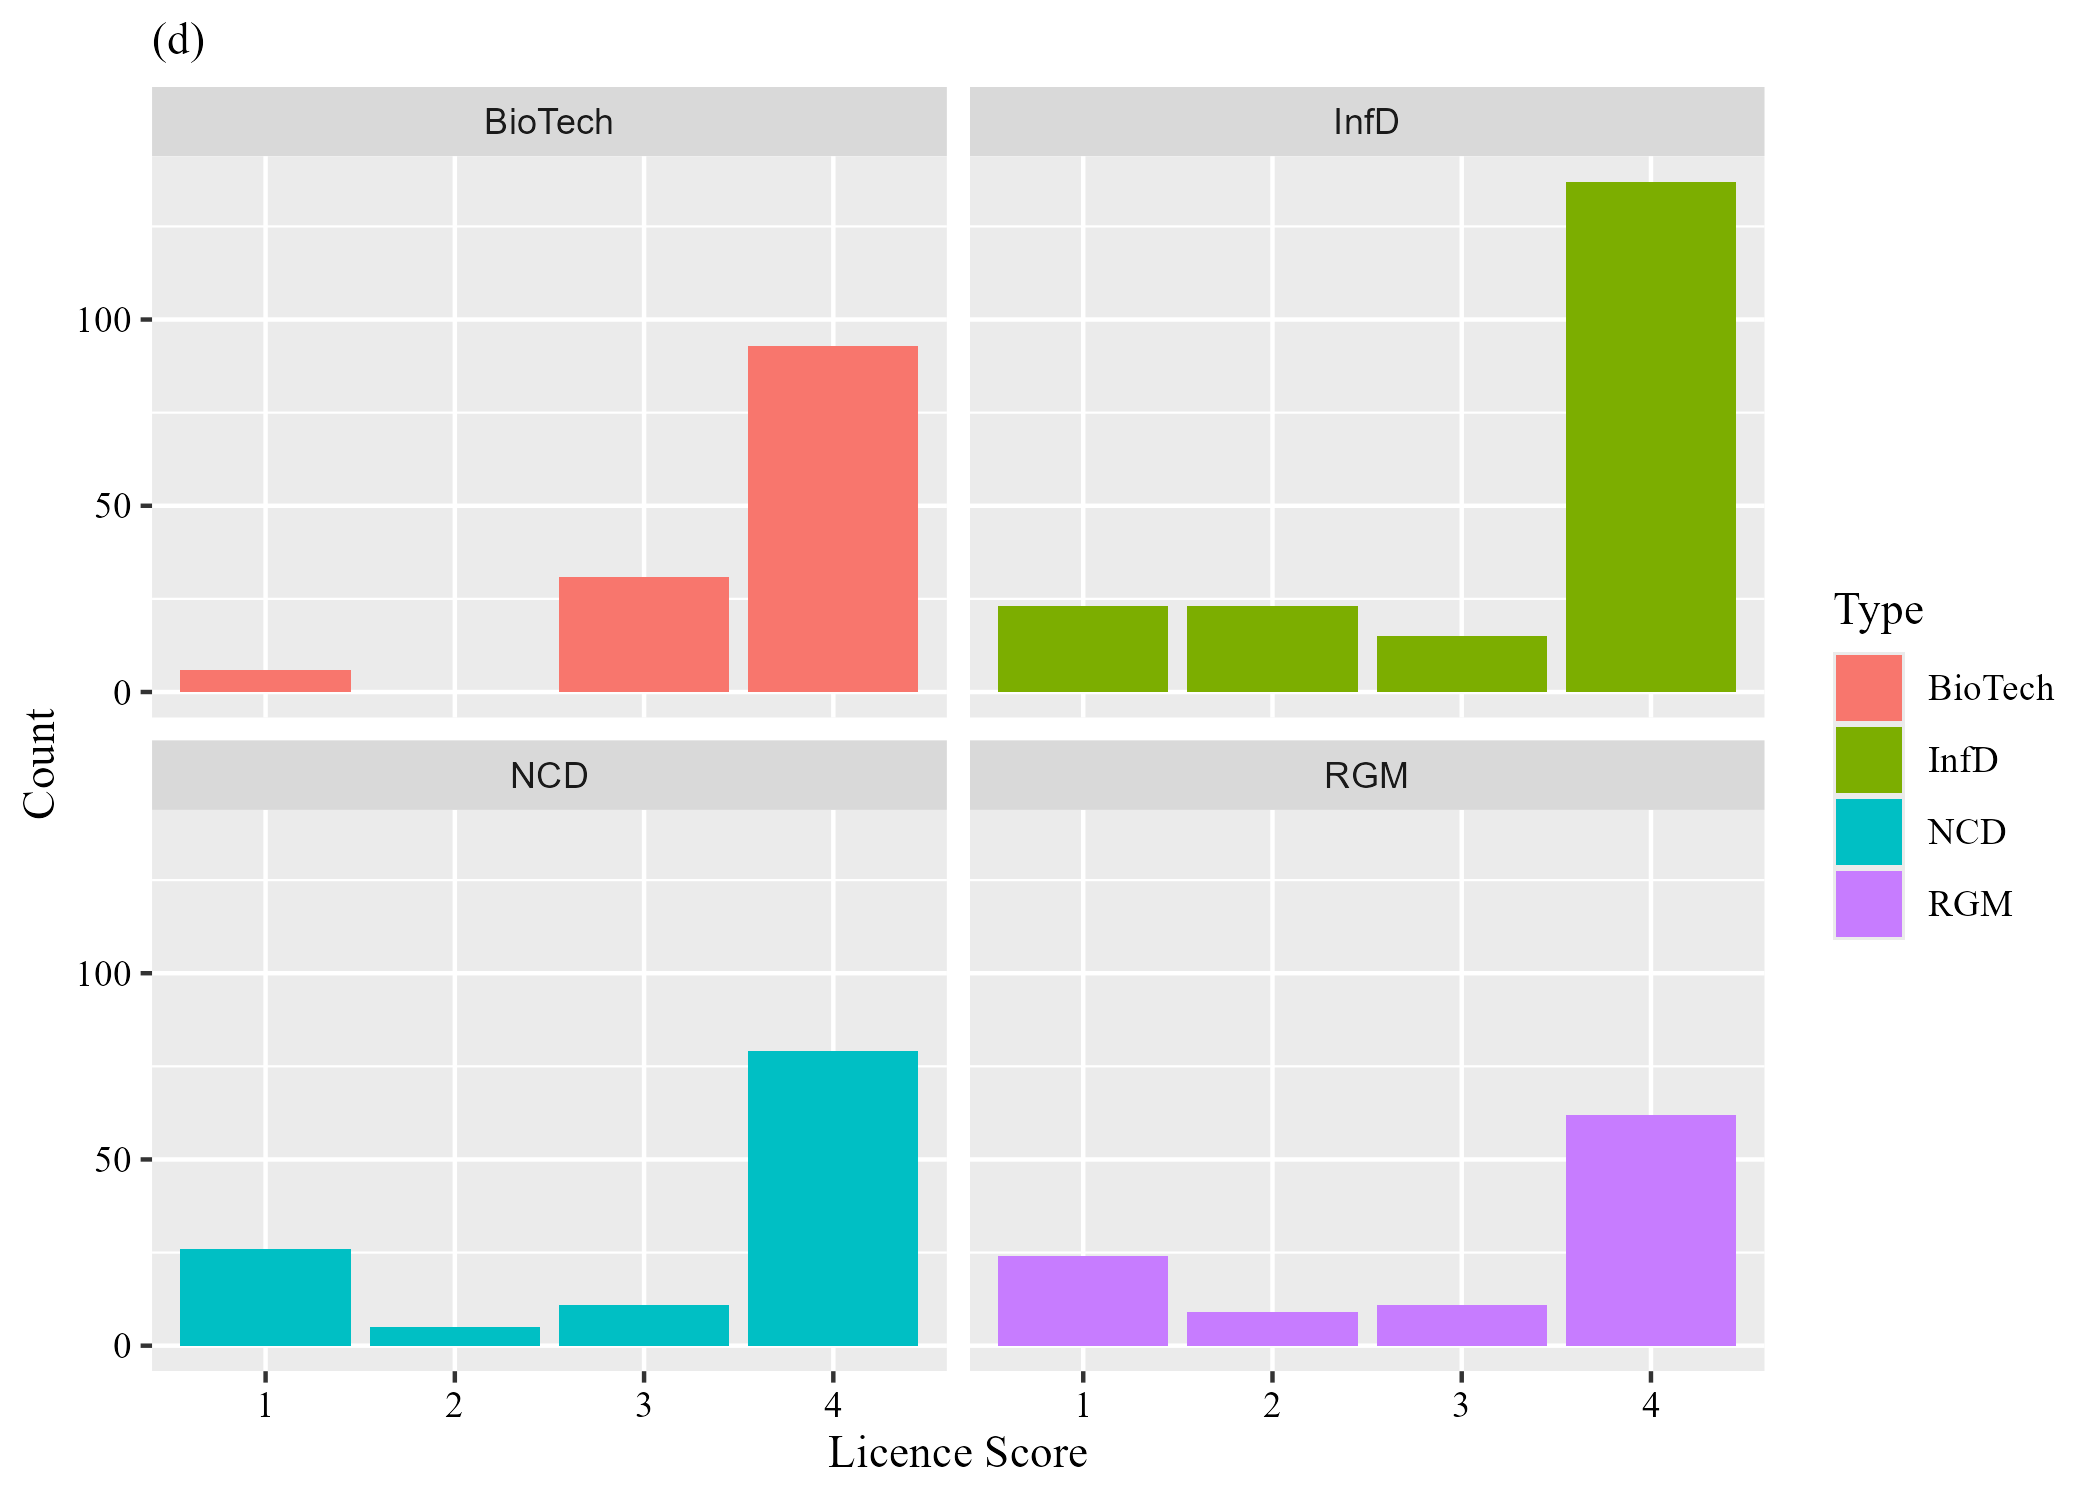 (d)
BioTech
InfD
100
50
0
NCD
RGM
100
50
0
Count
1 2 3 4
1 2 3 4
Licence Score
Type
BioTech
InfD
NCD
RGM